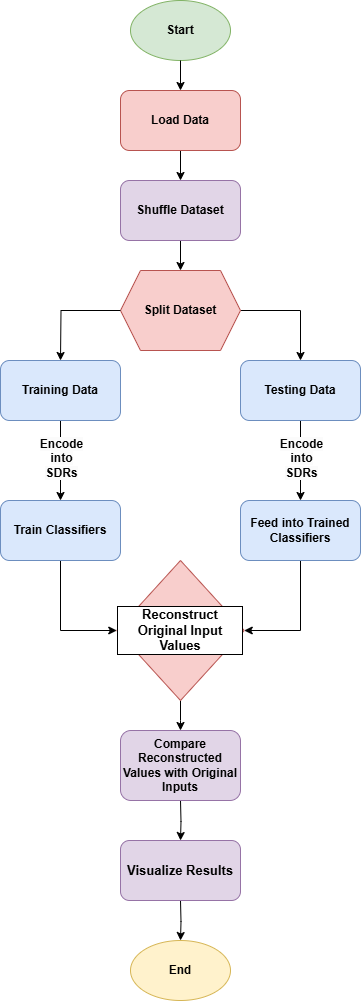 Start
Load Data
Shuffle Dataset
Split Dataset
Training Data
Testing Data
Encode
into
SDRs
Encode
into
SDRs
Train Classifiers
Feed into Trained
Classifiers
Reconstruct
Original Input
Values
Compare
Reconstructed
Values with Original
Inputs
Visualize Results
End